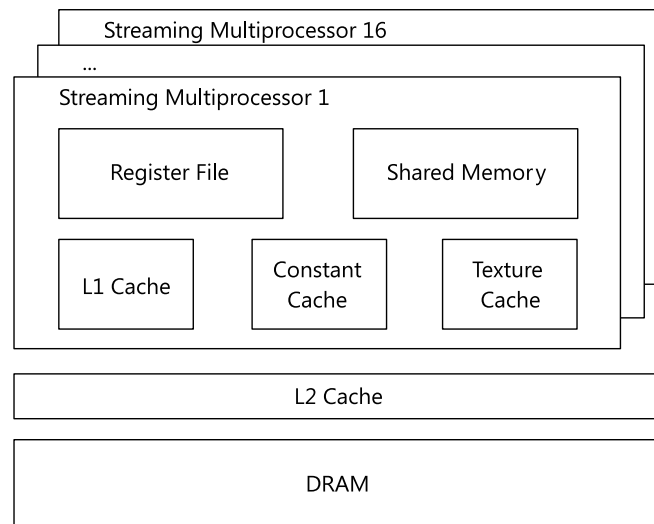 Streaming Multiprocessor 16
...
Streaming Multiprocessor 1
Register File
Shared Memory
L1 Cache
Constant
Cache
Texture
Cache
L2 Cache
DRAM